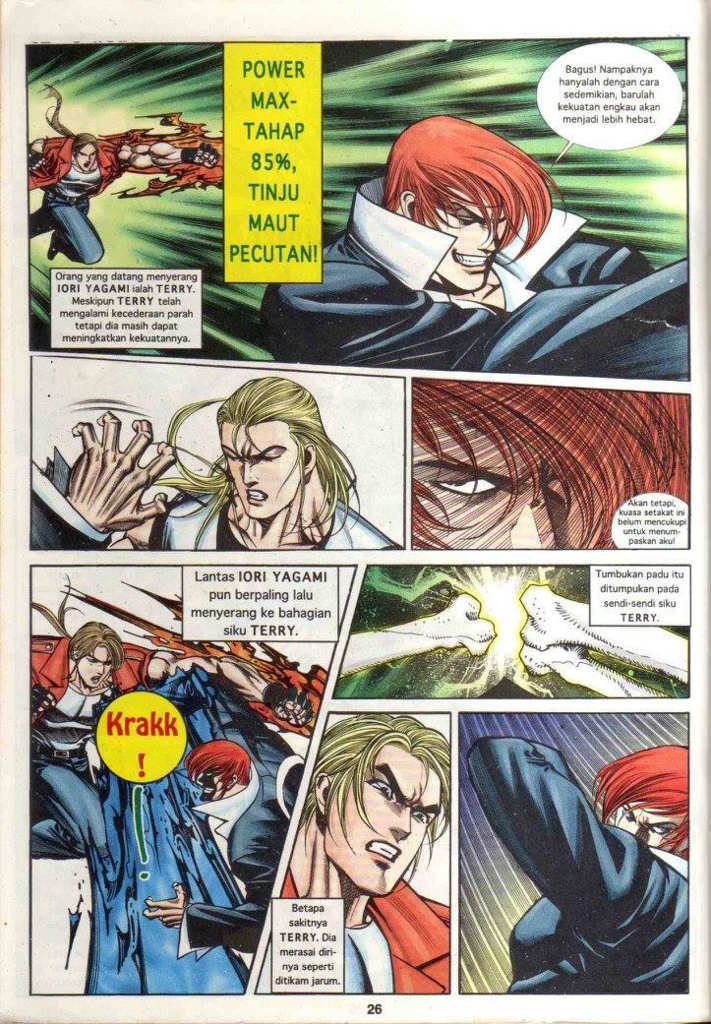 POWER
MAX-
TAHAP
85%,
TINJU
MAUT
PECUTAN!
Bagus! Nampaknya
hanyalah dengan cara
sedemikian, barulah
kekuatan engkau akan
menjadi lebih hebat.
Orang yang datang menyerang
IORI YAGAMI ialah TERRY.
Meskipun TERRY telah
mengalami kecederaan parah
tetapi dia masih dapat
meningkatkan kekuatannya.
Akan tetapi,
kuasa setakat ini
belum mencukupi
untuk menum-
paskan aku!
Lantas IORI YAGAMI
pun berpaling lalu
menyerang ke bahagian
siku TERRY.
Tumbukan padu itu
ditumpukan pada
sendi-sendi siku
TERRY.
Krakk
!
Betapa
sakitnya
TERRY. Dia
merasai diri-
nya seperti
ditikam jarum.
26